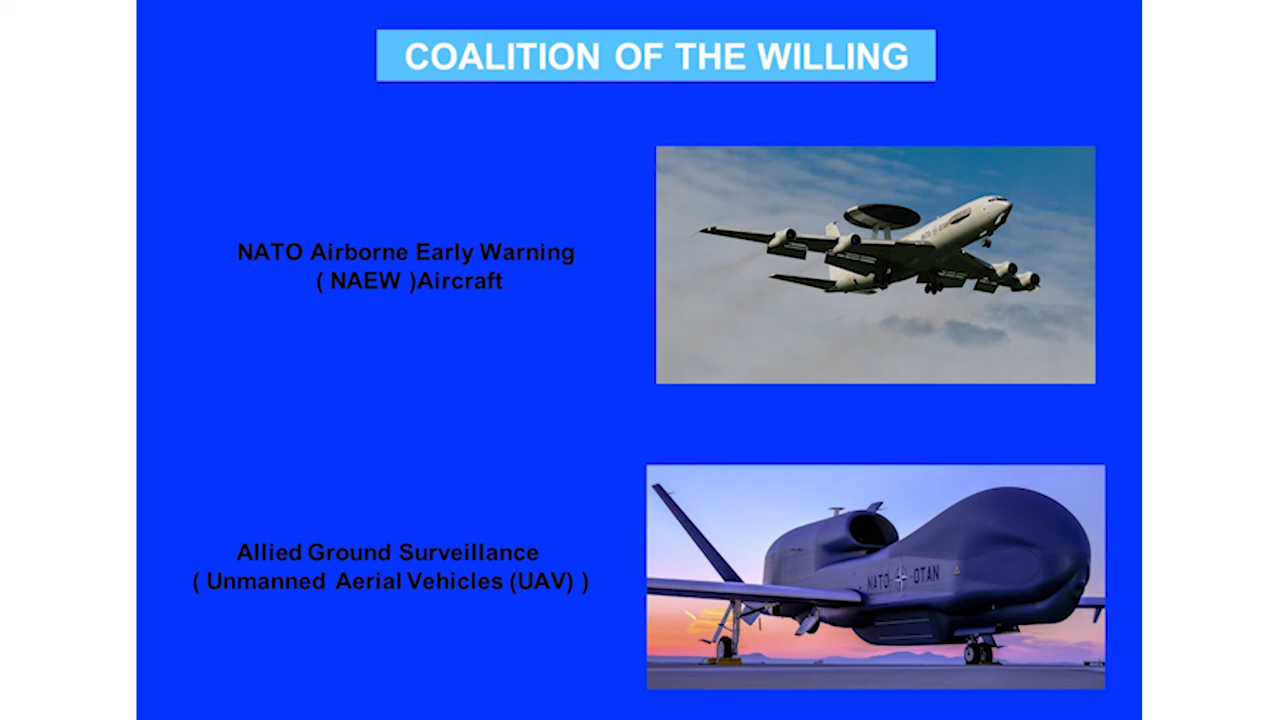 COALITION OF THE WILLING
NATO Airborne Early Warning
( NAEW )Aircraft
Allied Ground Surveillance
( Unmanned Aerial Vehicles (UAV) )
NATO OTAN